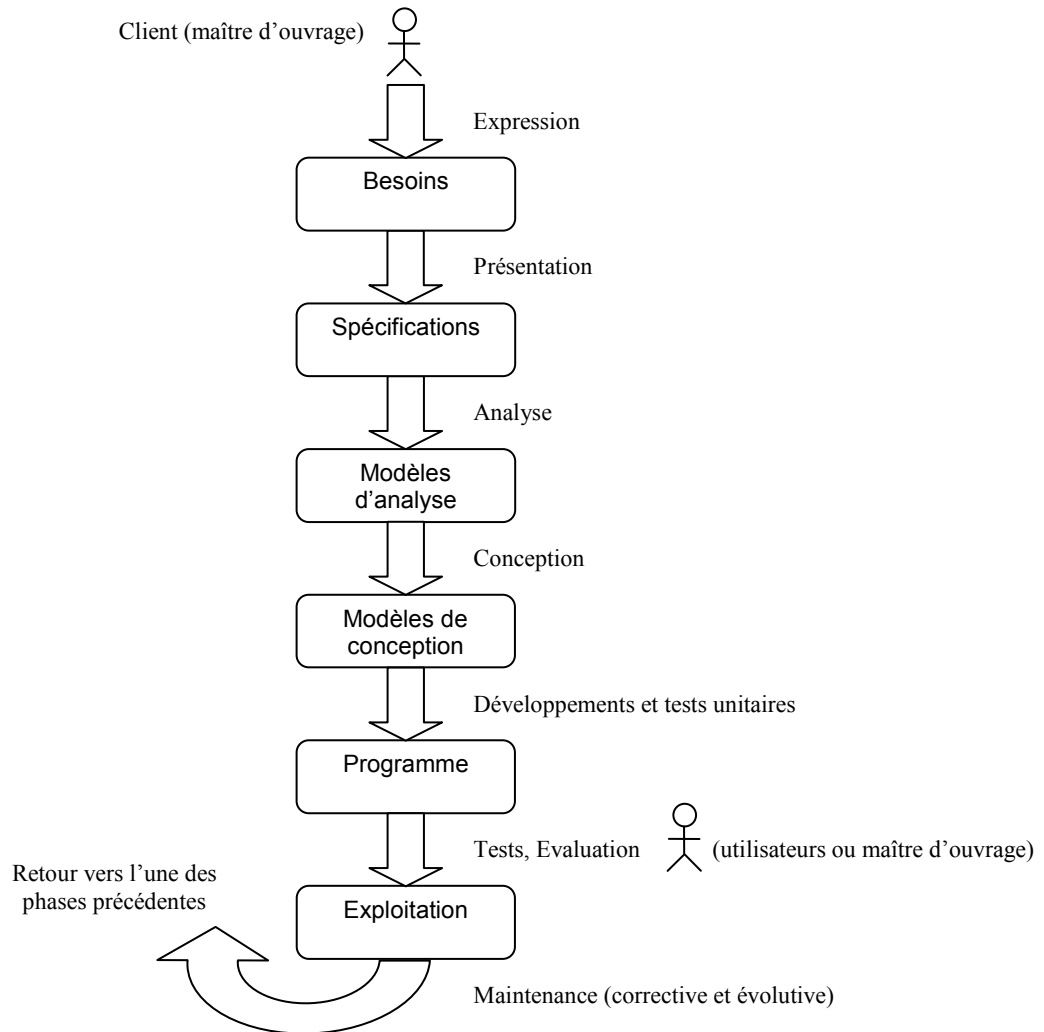 Client (maître d’ouvrage)
Expression
Besoins
Présentation
Spécifications
Analyse
Modèles
d’analyse
Conception
Modèles de
conception
Développements et tests unitaires
Programme
Tests, Evaluation
(utilisateurs ou maître d’ouvrage)
Retour vers l’une des
phases précédentes
Exploitation
Maintenance (corrective et évolutive)